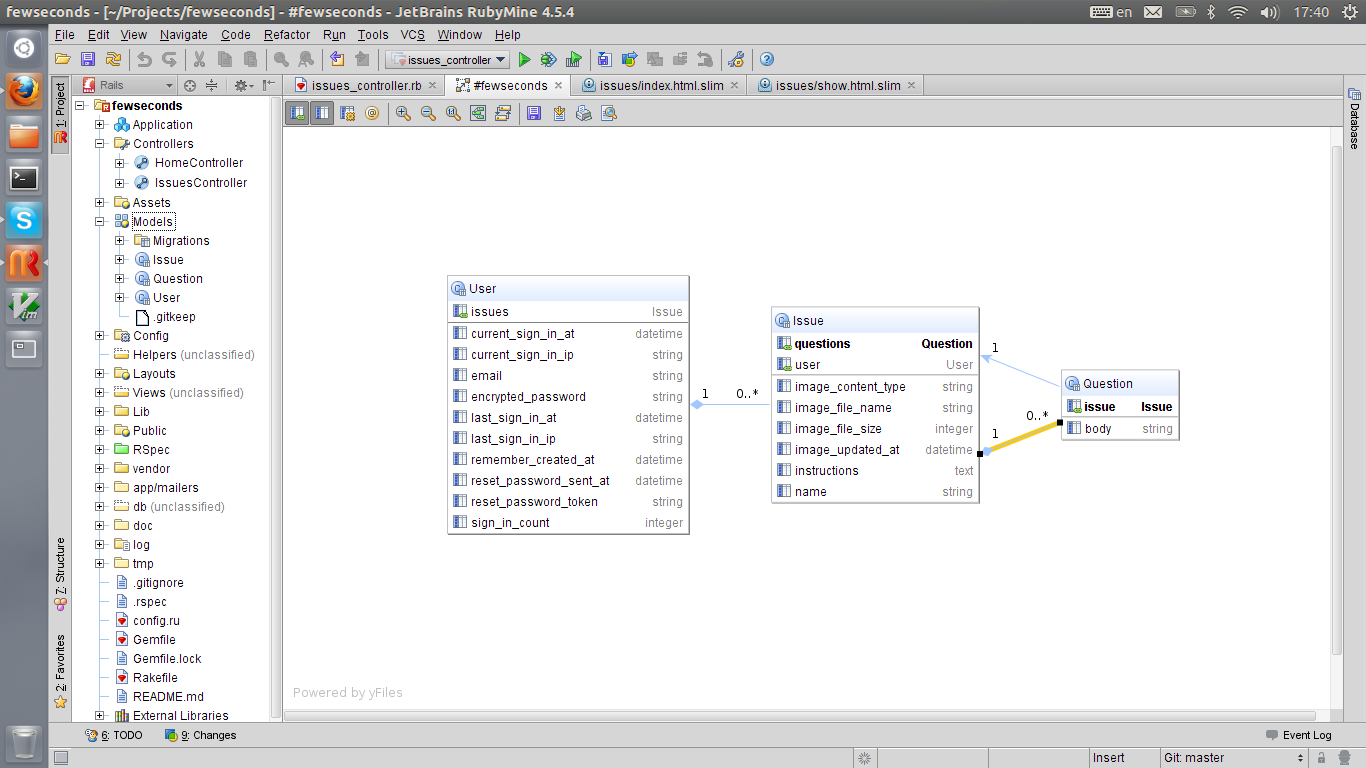 fewseconds - [~/Projects/fewseconds] - #fewseconds - JetBrains RubyMine 4.5.4
en
17:40
File Edit View Navigate Code Refactor Run Tools VCS Window Help
issues_controller
1: Project
Rails
issues_controller.rb
#fewseconds
issues/index.html.slim
issues/show.html.slim
Database
fewseconds
Application
Controllers
HomeController
IssuesController
Assets
Models
Migrations
Issue
Question
User
.gitkeep
Config
Helpers (unclassified)
Layouts
Views (unclassified)
Lib
Public
RSpec
vendor
app/mailers
db (unclassified)
doc
log
tmp
.gitignore
.rspec
config.ru
Gemfile
Gemfile.lock
Rakefile
README.md
External Libraries
7: Structure
2: Favorites
User
issues Issue
current_sign_in_at datetime
current_sign_in_ip string
email string
encrypted_password string
last_sign_in_at datetime
last_sign_in_ip string
remember_created_at datetime
reset_password_sent_at datetime
reset_password_token string
sign_in_count integer
1 0..*
Issue
questions Question
user User
image_content_type string
image_file_name string
image_file_size integer
image_updated_at datetime
instructions text
name string
1
0..*
1
Question
issue Issue
body string
Powered by yFiles
6: TODO
9: Changes
Event Log
Insert
Git: master